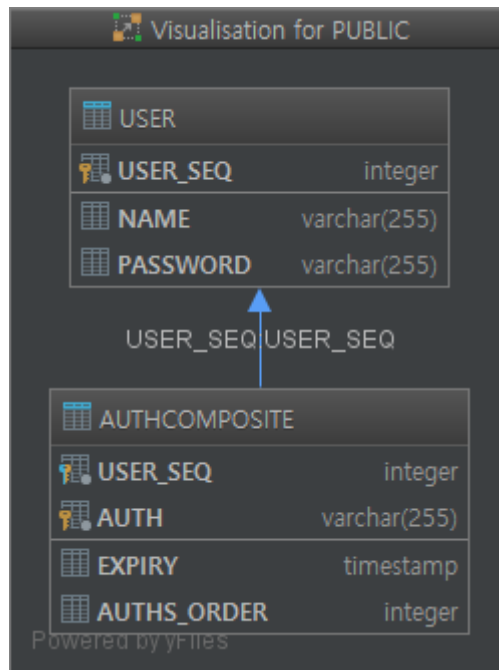 Visualisation for PUBLIC
USER
USER_SEQ integer
NAME varchar(255)
PASSWORD varchar(255)
USER_SEQ:USER_SEQ
AUTHCOMPOSITE
USER_SEQ integer
AUTH varchar(255)
EXPIRY timestamp
AUTHS_ORDER integer
Powered by yFiles